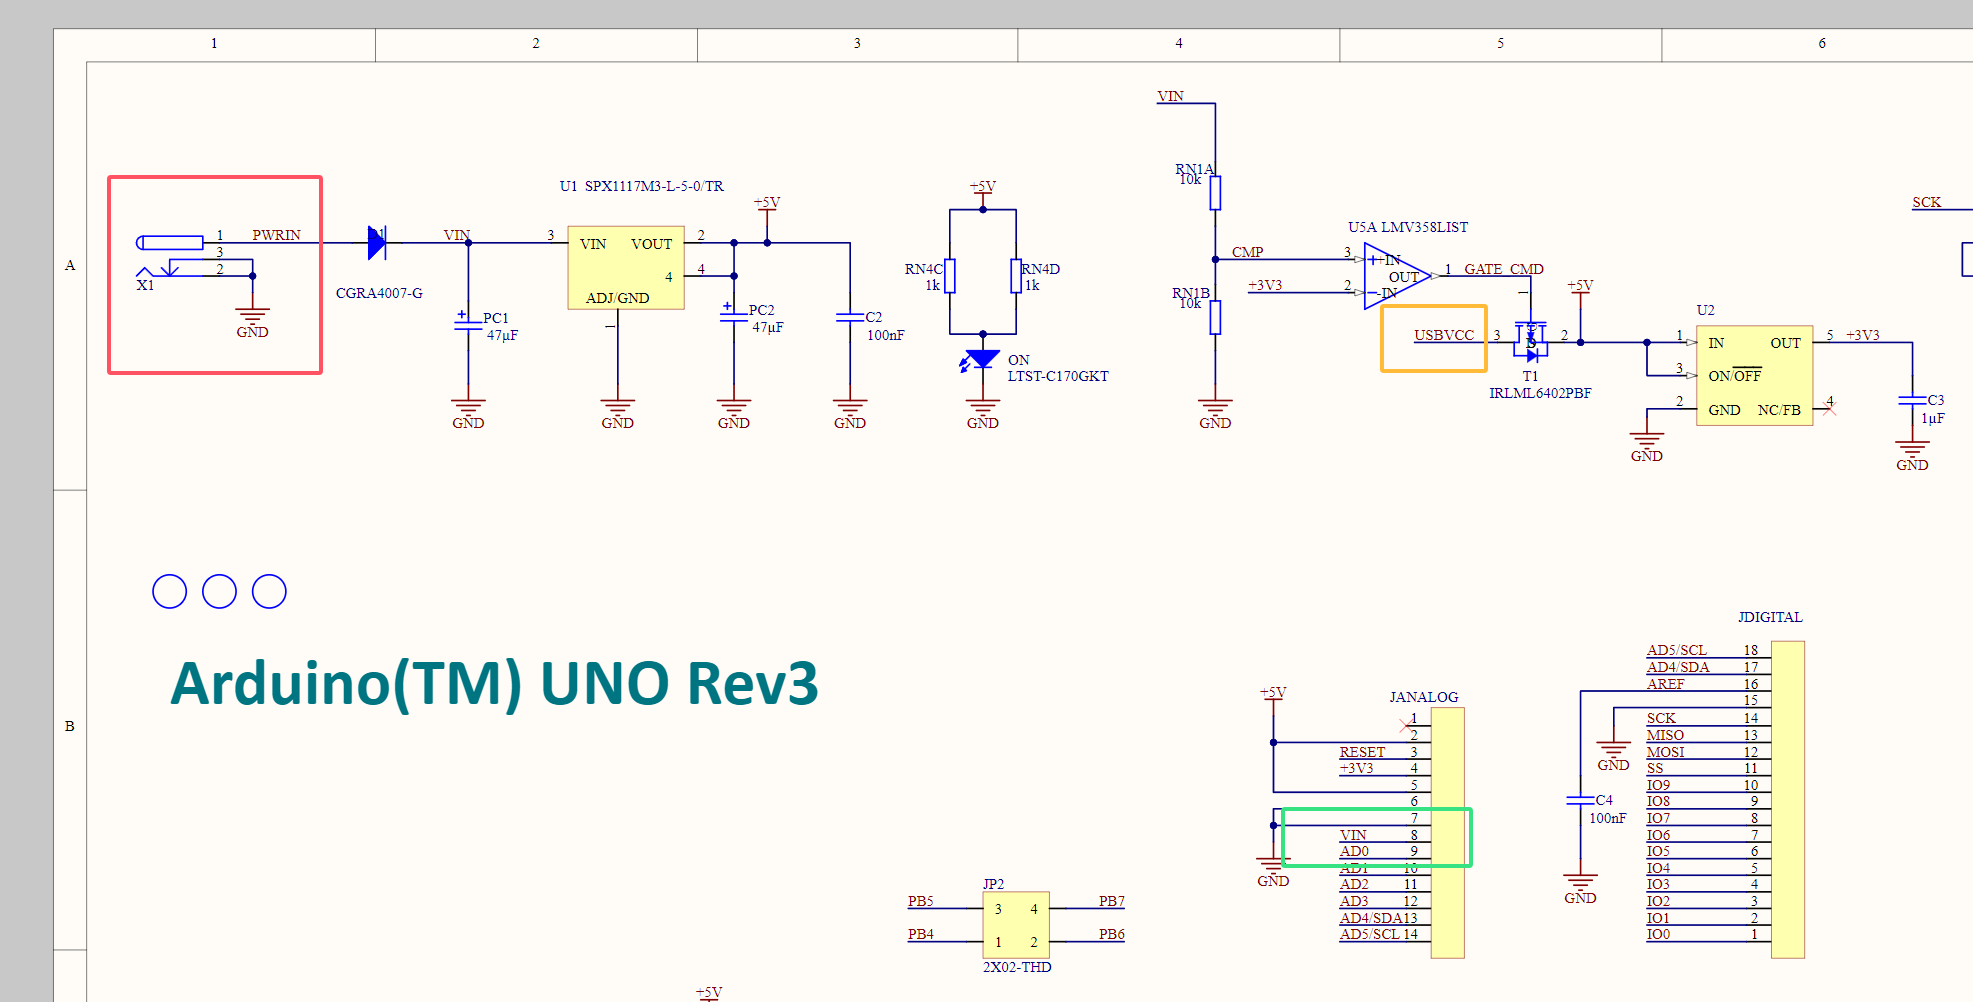 1 2 3 4 5 6
A
B
1 PWRIN
3
2
X1
GND
D1
CGRA4007-G
VIN
PC1
47µF
GND
U1 SPX1117M3-L-5-0/TR
3 VIN VOUT 2
4 4
ADJ/GND
1
GND
+5V
PC2
47µF
GND
C2
100nF
GND
+5V
RN4C
1k
RN4D
1k
ON
LTST-C170GKT
GND
VIN
RN1A
10k
CMP
RN1B
10k
GND
+3V3
U5A LMV358LIST
3 +IN
OUT 1 GATE_CMD
2 -IN
1
USBVCC 3
2
T1
IRLML6402PBF
+5V
U2
1 IN OUT 5 +3V3
3 ON/OFF
2 GND NC/FB 4
GND
C3
1µF
GND
SCK
Arduino(TM) UNO Rev3
+5V
JANALOG
1
2
RESET 3
+3V3 4
5
6
7
VIN 8
AD0 9
AD1 10
AD2 11
AD3 12
AD4/SDA 13
AD5/SCL 14
GND
JDIGITAL
AD5/SCL 18
AD4/SDA 17
AREF 16
15
SCK 14
MISO 13
MOSI 12
SS 11
IO9 10
IO8 9
IO7 8
IO6 7
IO5 6
IO4 5
IO3 4
IO2 3
IO1 2
IO0 1
GND
C4
100nF
GND
JP2
PB5 3 4 PB7
PB4 1 2 PB6
2X02-THD
+5V